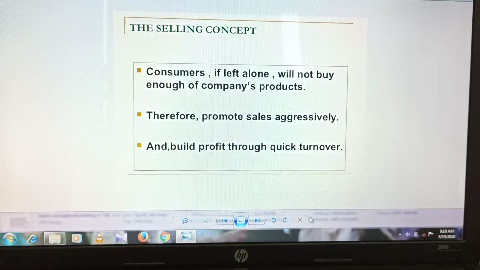 THE SELLING CONCEPT
Consumers , if left alone , will not buy
enough of company's products.
Therefore, promote sales aggressively.
And,build profit through quick turnover.
hp